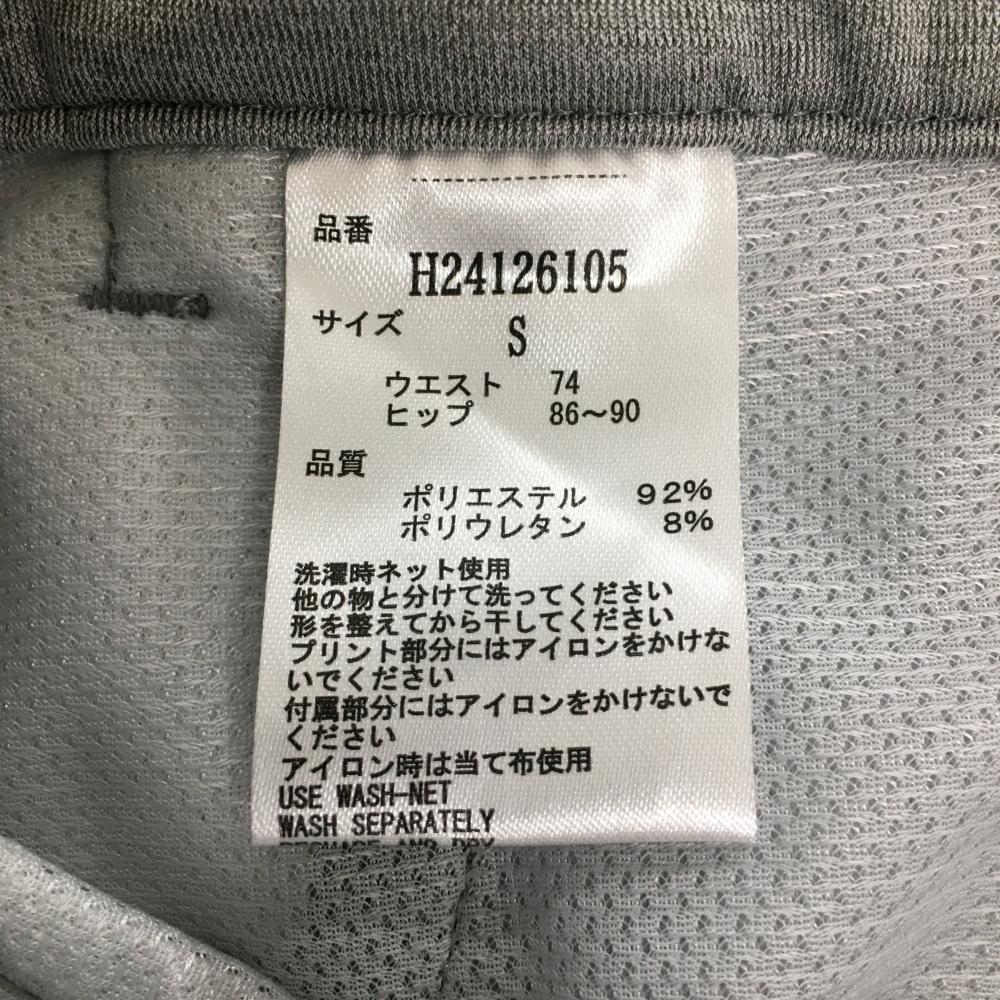 品番
H24126105
サイズ S
ウエスト 74
ヒップ 86～90
品質
ポリエステル 92%
ポリウレタン 8%
洗濯時ネット使用
他の物と分けて洗ってください
形を整えてから干してください
プリント部分にはアイロンをかけな
いでください
付属部分にはアイロンをかけないで
ください
アイロン時は当て布使用
USE WASH-NET
WASH SEPARATELY
RESHAPE AND DRY